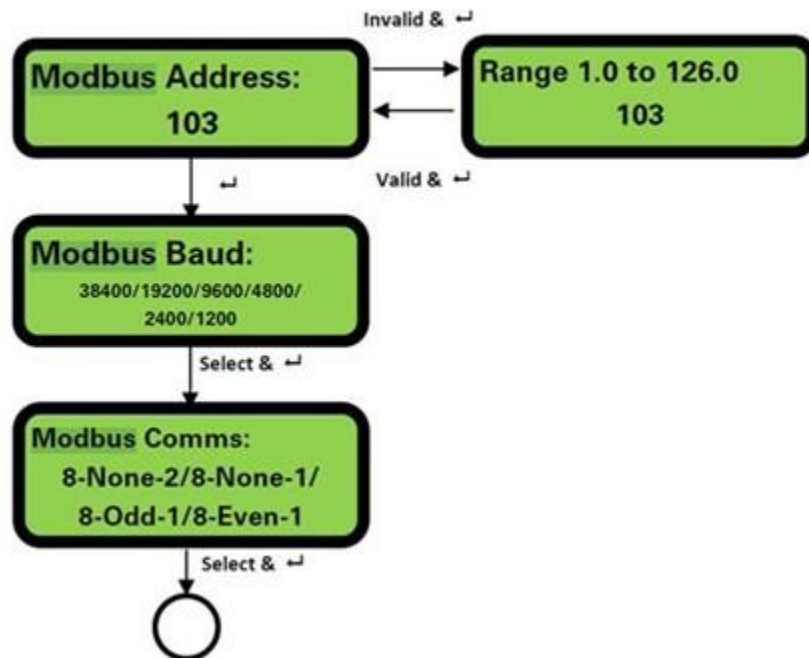 Invalid & ↵
Modbus Address:
103
Range 1.0 to 126.0
103
↵
Valid & ↵
Modbus Baud:
38400/19200/9600/4800/
2400/1200
Select & ↵
Modbus Comms:
8-None-2/8-None-1/
8-Odd-1/8-Even-1
Select & ↵